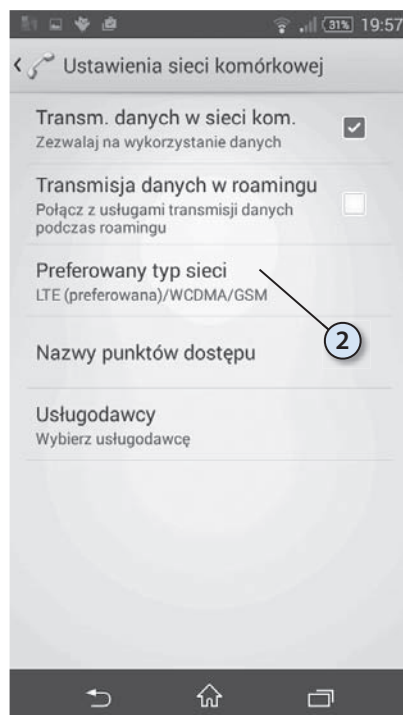 31% 19:57
Ustawienia sieci komórkowej
Transm. danych w sieci kom.
Zezwalaj na wykorzystanie danych
Transmisja danych w roamingu
Połącz z usługami transmisji danych
podczas roamingu
Preferowany typ sieci
LTE (preferowana)/WCDMA/GSM
2
Nazwy punktów dostępu
Usługodawcy
Wybierz usługodawcę